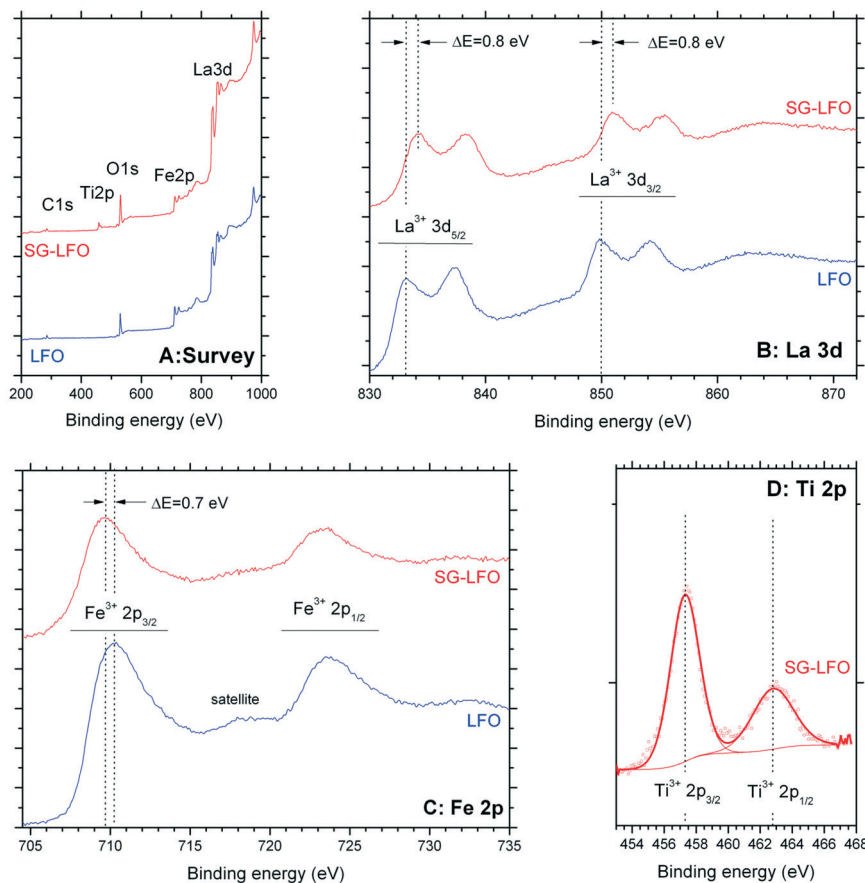 La3d
O1s
Fe2p
Ti2p
C1s
SG-LFO
A:Survey
LFO
200 400 600 800 1000
Binding energy (eV)
ΔE=0.8 eV
ΔE=0.8 eV
SG-LFO
La³⁺ 3d₃/₂
La³⁺ 3d₅/₂
LFO
B: La 3d
830 840 850 860 870
Binding energy (eV)
ΔE=0.7 eV
SG-LFO
Fe³⁺ 2p₃/₂
Fe³⁺ 2p₁/₂
satellite
LFO
C: Fe 2p
705 710 715 720 725 730 735
Binding energy (eV)
D: Ti 2p
SG-LFO
Ti³⁺ 2p₃/₂
Ti³⁺ 2p₁/₂
454 456 458 460 462 464 466 468
Binding energy (eV)